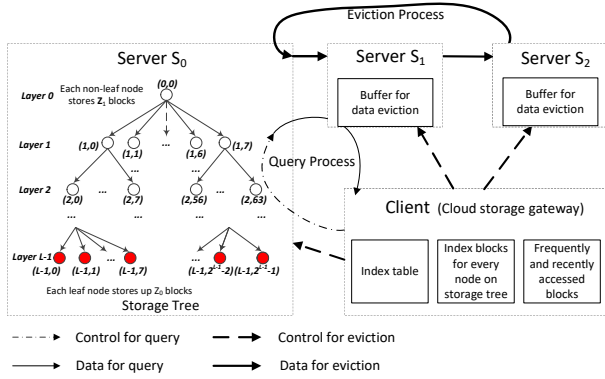 Eviction Process
Server S0
Server S1
Server S2
(0,0)
Layer 0
Each non-leaf node
stores Z1 blocks
Buffer for
data eviction
Buffer for
data eviction
Layer 1
(1,0)
(1,1)
...
(1,6)
(1,7)
...
...
Query Process
Layer 2
...
...
(2,0)
(2,7)
(2,56)
(2,63)
...
...
...
Client (Cloud storage gateway)
Layer L-1
...
...
(L-1,0)
(L-1,1)
(L-1,7)
(L-1,2^L-1-2)
(L-1,2^L-1-1)
Index table
Index blocks
for every
node on
storage tree
Frequently
and recently
accessed
blocks
Each leaf node stores up Z0 blocks
Storage Tree
Control for query
Control for eviction
Data for query
Data for eviction